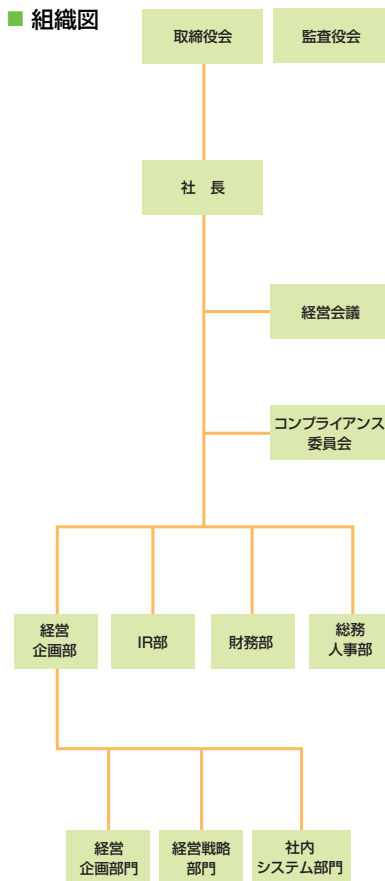 ■ 組織図
取締役会
監査役会
社　長
経営会議
コンプライアンス
委員会
経営
企画部
IR部
財務部
総務
人事部
経営
企画部門
経営戦略
部門
社内
システム部門